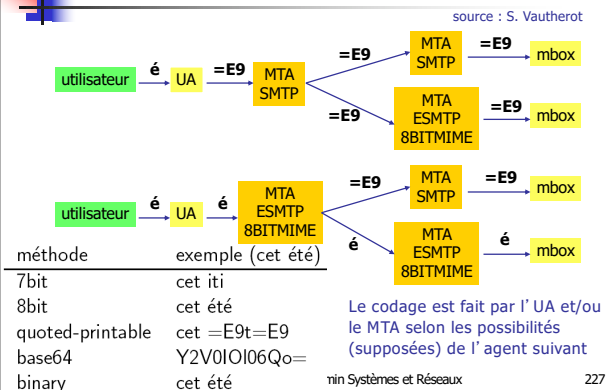 source : S. Vautherot
utilisateur é UA =E9 MTA SMTP =E9 MTA SMTP =E9 mbox
=E9 MTA ESMTP 8BITMIME =E9 mbox
utilisateur é UA é MTA ESMTP 8BITMIME =E9 MTA SMTP =E9 mbox
é MTA ESMTP 8BITMIME é mbox
méthode exemple (cet été)
7bit cet iti
8bit cet été
quoted-printable cet =E9t=E9
base64 Y2V0IOl06Qo=
binary cet été
Le codage est fait par l'UA et/ou
le MTA selon les possibilités
(supposées) de l'agent suivant
min Systèmes et Réseaux 227